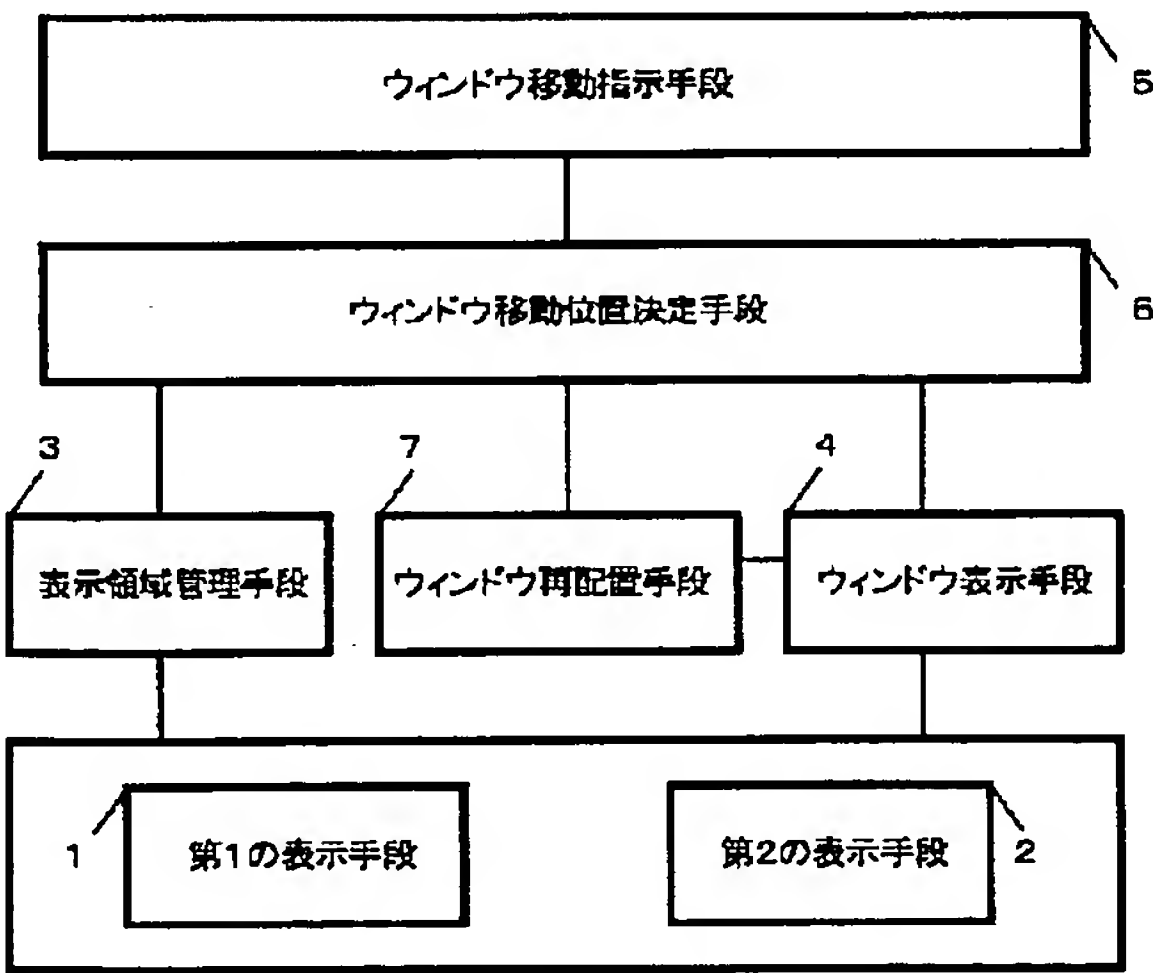 ウィンドウ移動指示手段
5
ウィンドウ移動位置決定手段
6
3
7
4
表示領域管理手段
ウィンドウ再配置手段
ウィンドウ表示手段
1
第1の表示手段
第2の表示手段
2